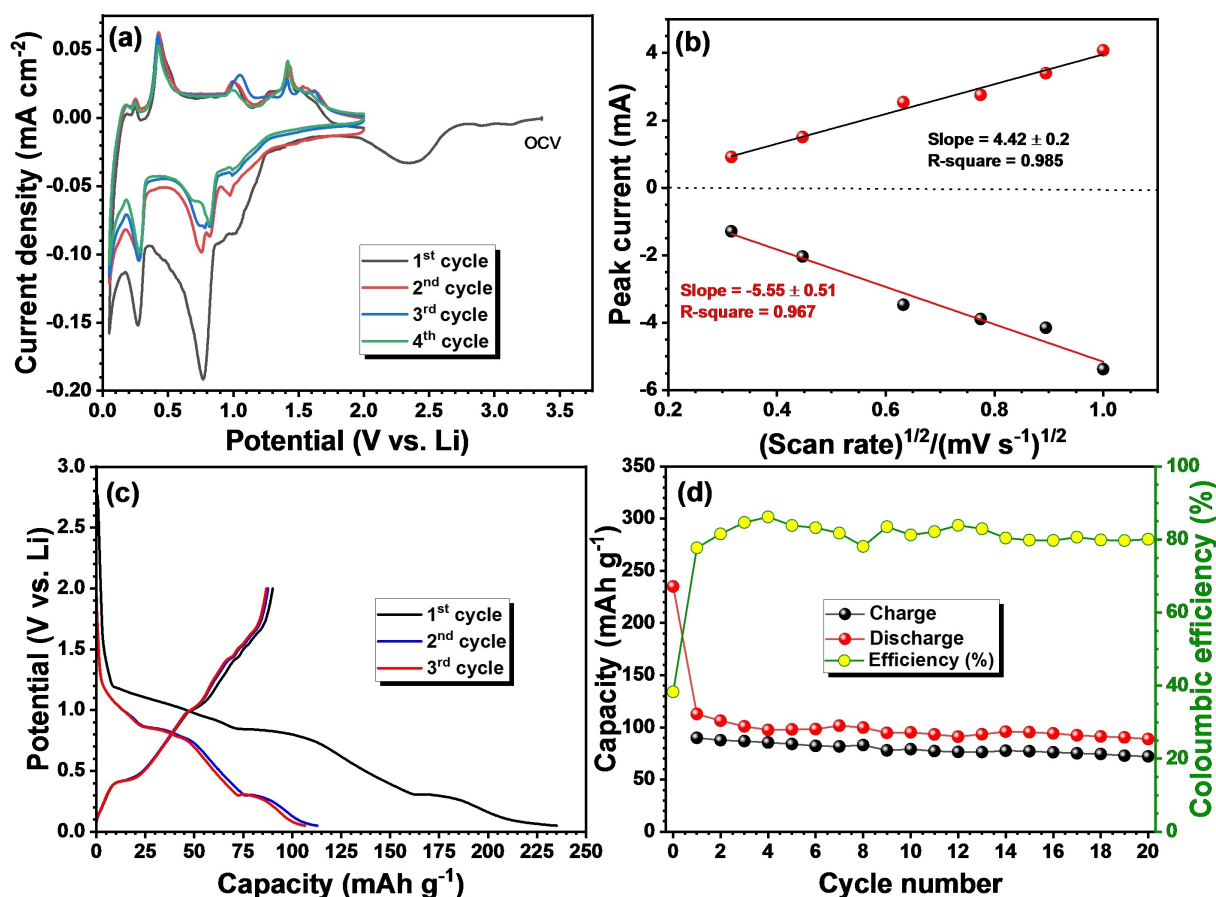 (a)
0.05
0.00
-0.05
-0.10
-0.15
-0.20
Current density (mA cm⁻²)
OCV
1ˢᵗ cycle
2ⁿᵈ cycle
3ʳᵈ cycle
4ᵗʰ cycle
0.0 0.5 1.0 1.5 2.0 2.5 3.0 3.5
Potential (V vs. Li)
(b)
4
2
0
-2
-4
-6
Peak current (mA)
Slope = 4.42 ± 0.2
R-square = 0.985
Slope = -5.55 ± 0.51
R-square = 0.967
0.2 0.4 0.6 0.8 1.0
(Scan rate)¹ᐟ²/(mV s⁻¹)¹ᐟ²
(c)
3.0
2.5
2.0
1.5
1.0
0.5
0.0
Potential (V vs. Li)
1ˢᵗ cycle
2ⁿᵈ cycle
3ʳᵈ cycle
0 25 50 75 100 125 150 175 200 225 250
Capacity (mAh g⁻¹)
(d)
350
300
250
200
150
100
50
0
Capacity (mAh g⁻¹)
Charge
Discharge
Efficiency (%)
100
80
60
40
20
0
Coloumbic efficiency (%)
0 2 4 6 8 10 12 14 16 18 20
Cycle number